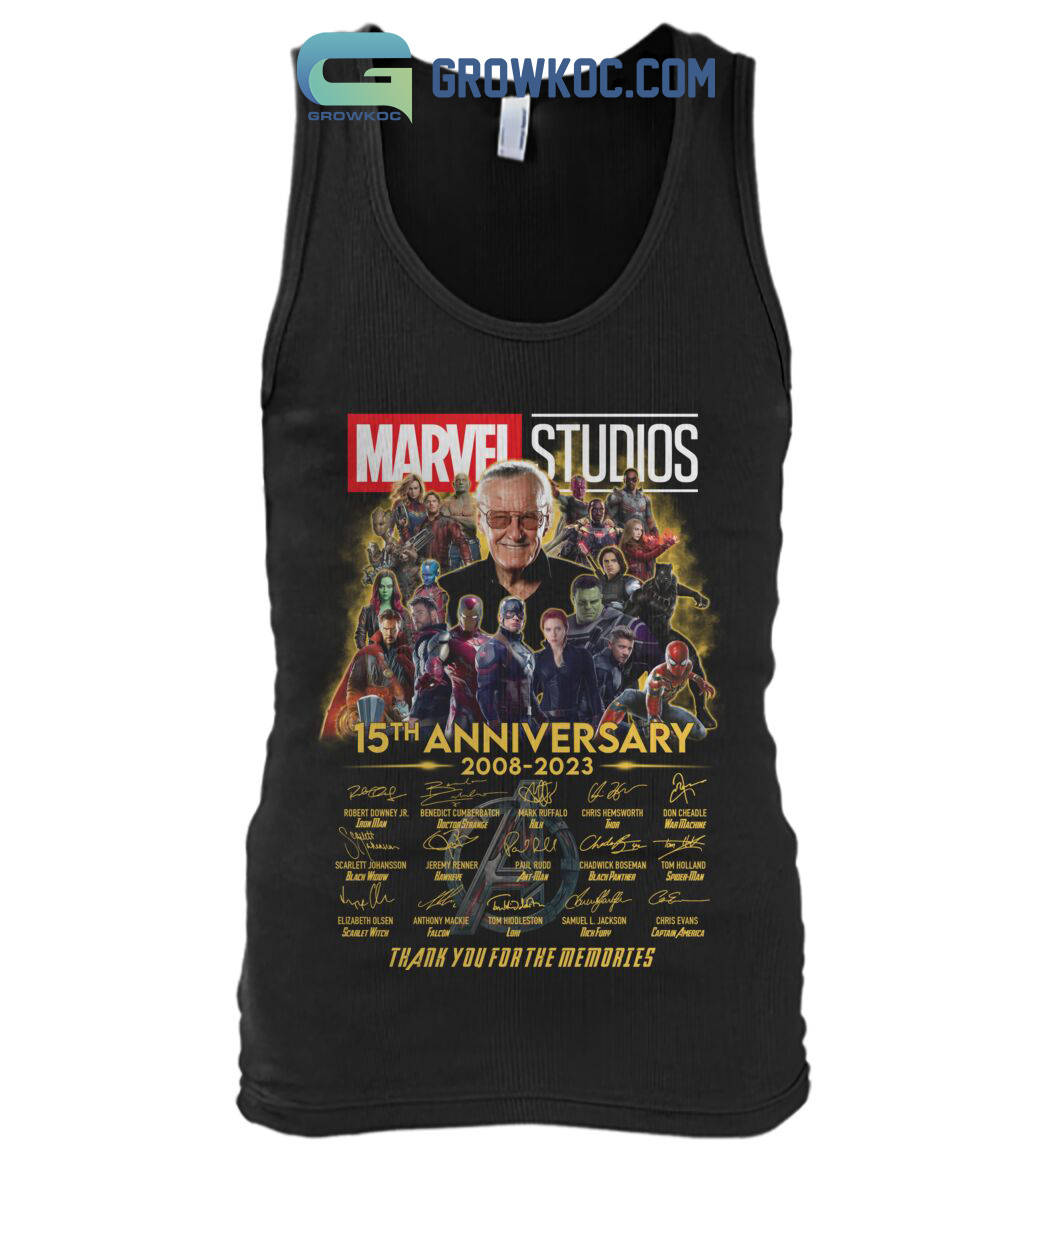 GROWKOC.COM
GROWKOC
MARVEL STUDIOS
15TH ANNIVERSARY
2008-2023
ROBERT DOWNEY JR. BENEDICT CUMBERBATCH MARK RUFFALO CHRIS HEMSWORTH DON CHEADLE
IRON MAN DOCTOR STRANGE HULK THOR WAR MACHINE
SCARLETT JOHANSSON JEREMY RENNER PAUL RUDD CHADWICK BOSEMAN TOM HOLLAND
BLACK WIDOW HAWKEYE ANT-MAN BLACK PANTHER SPIDER-MAN
ELIZABETH OLSEN ANTHONY MACKIE TOM HIDDLESTON SAMUEL L. JACKSON CHRIS EVANS
SCARLET WITCH FALCON LOKI NICK FURY CAPTAIN AMERICA
THANK YOU FOR THE MEMORIES